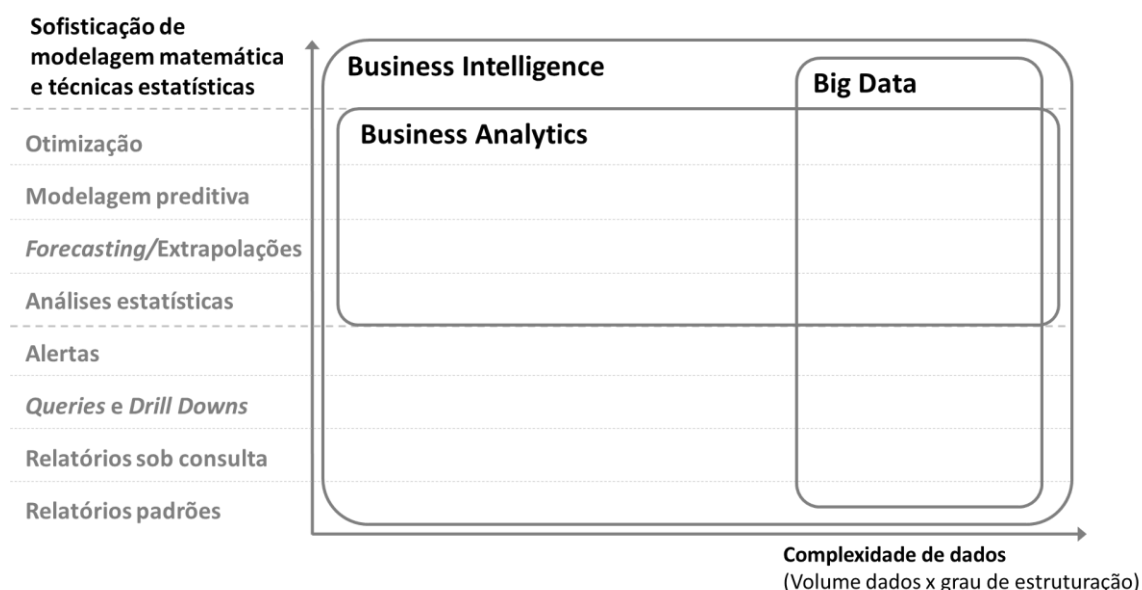 Sofisticação de
modelagem matemática
e técnicas estatísticas
Business Intelligence
Big Data
Business Analytics
Otimização
Modelagem preditiva
Forecasting/Extrapolações
Análises estatísticas
Alertas
Queries e Drill Downs
Relatórios sob consulta
Relatórios padrões
Complexidade de dados
(Volume dados x grau de estruturação)